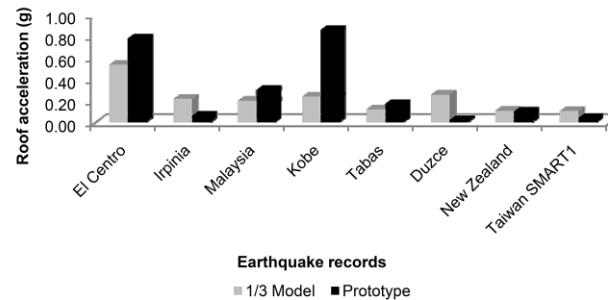 Roof acceleration (g)
1.00
0.80
0.60
0.40
0.20
0.00
El Centro
Irpinia
Malaysia
Kobe
Tabas
Duzce
New Zealand
Taiwan SMART1
Earthquake records
1/3 Model
Prototype